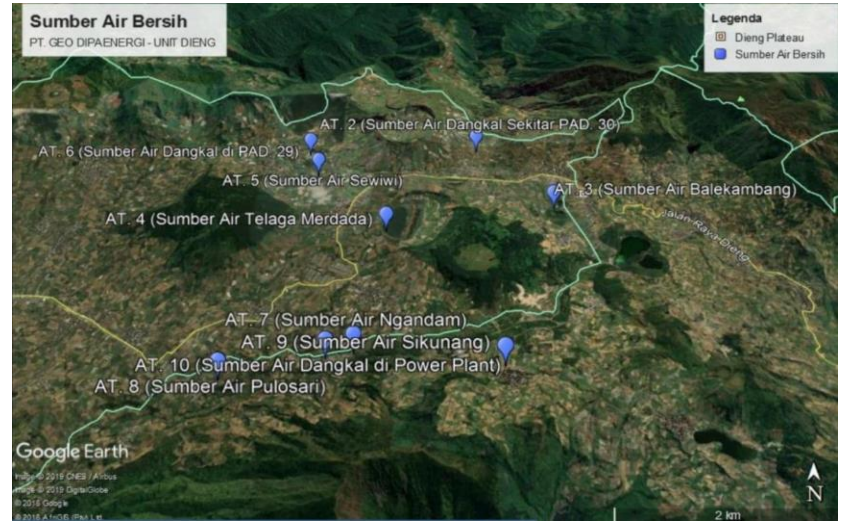 Sumber Air Bersih
PT. GEO DIPAENERGI - UNIT DIENG
Legenda
Dieng Plateau
Sumber Air Bersih
AT. 2 (Sumber Air Dangkal Sekitar PAD. 30)
AT. 6 (Sumber Air Dangkal di PAD. 29)
AT. 5 (Sumber Air Sewiwi)
AT. 3 (Sumber Air Balekambang)
AT. 4 (Sumber Air Telaga Merdada)
Jalan Raya Dieng
AT. 7 (Sumber Air Ngandam)
AT. 9 (Sumber Air Sikunang)
AT. 10 (Sumber Air Dangkal di Power Plant)
AT. 8 (Sumber Air Pulosari)
Google Earth
Image © 2019 CNES / Airbus
Image © 2019 DigitalGlobe
© 2018 Google
© 2018
N
2 km